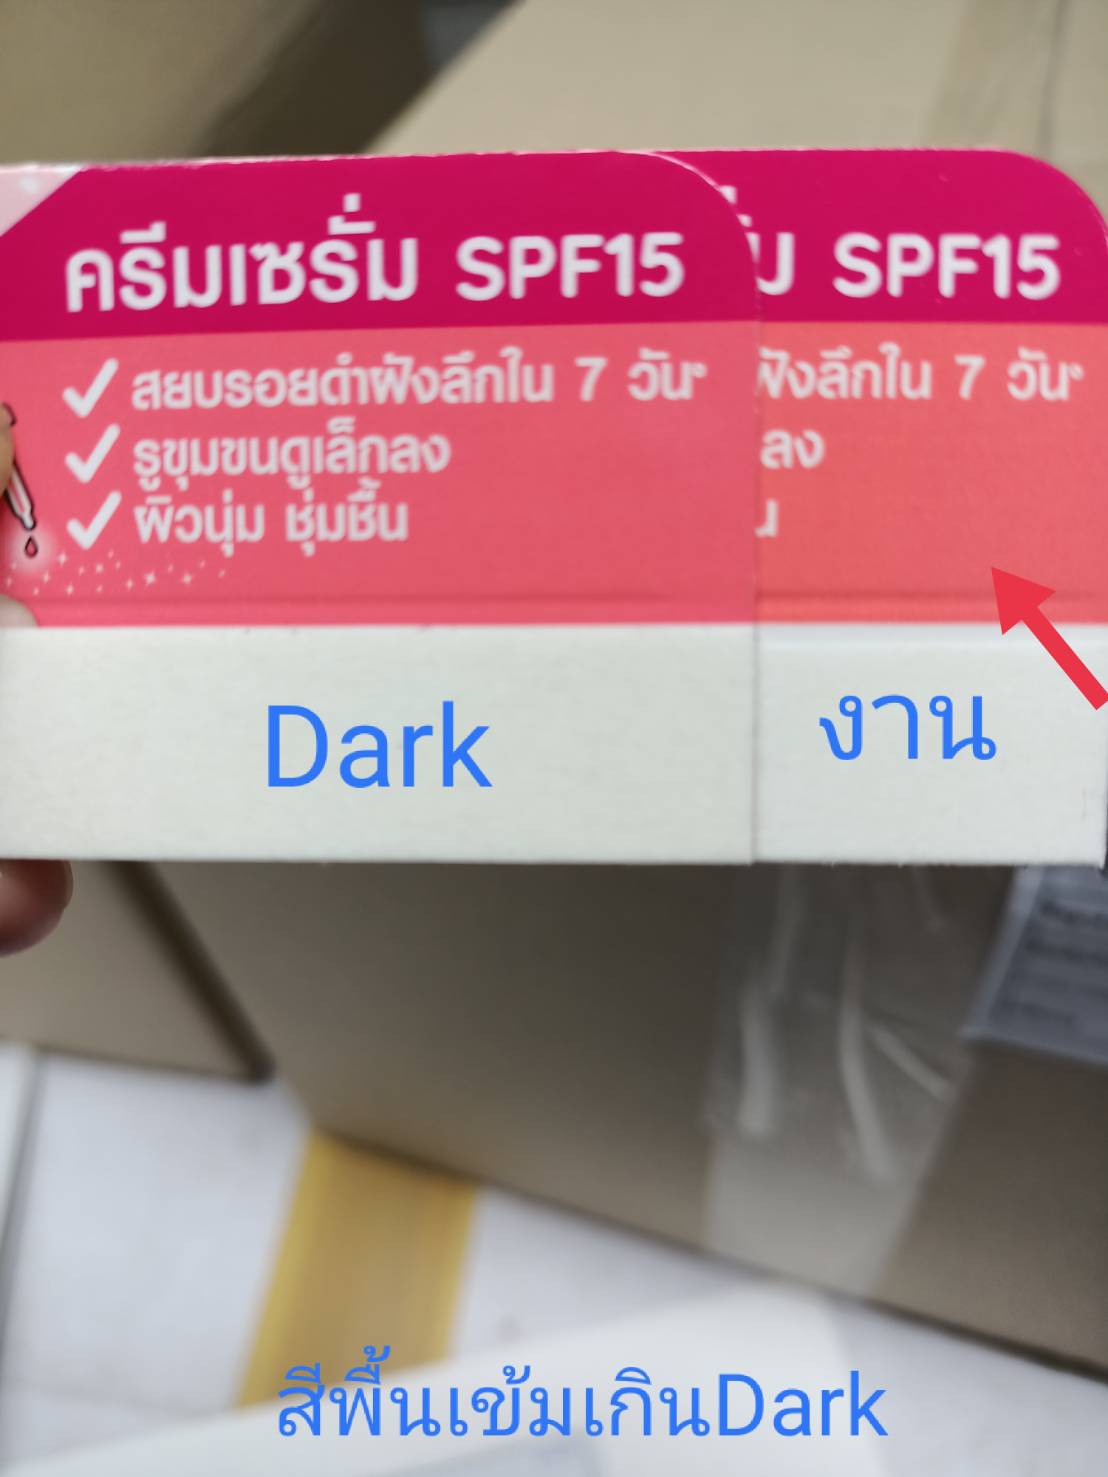 ครีมเซรั่ม SPF15
ั่ม SPF15
สยบรอยดำฝังลึกใน 7 วัน*
ฝังลึกใน 7 วัน*
รูขุมขนดูเล็กลง
ลง
ผิวนุ่ม ชุ่มชื้น
น
Dark
งาน
สีพื้นเข้มเกินDark